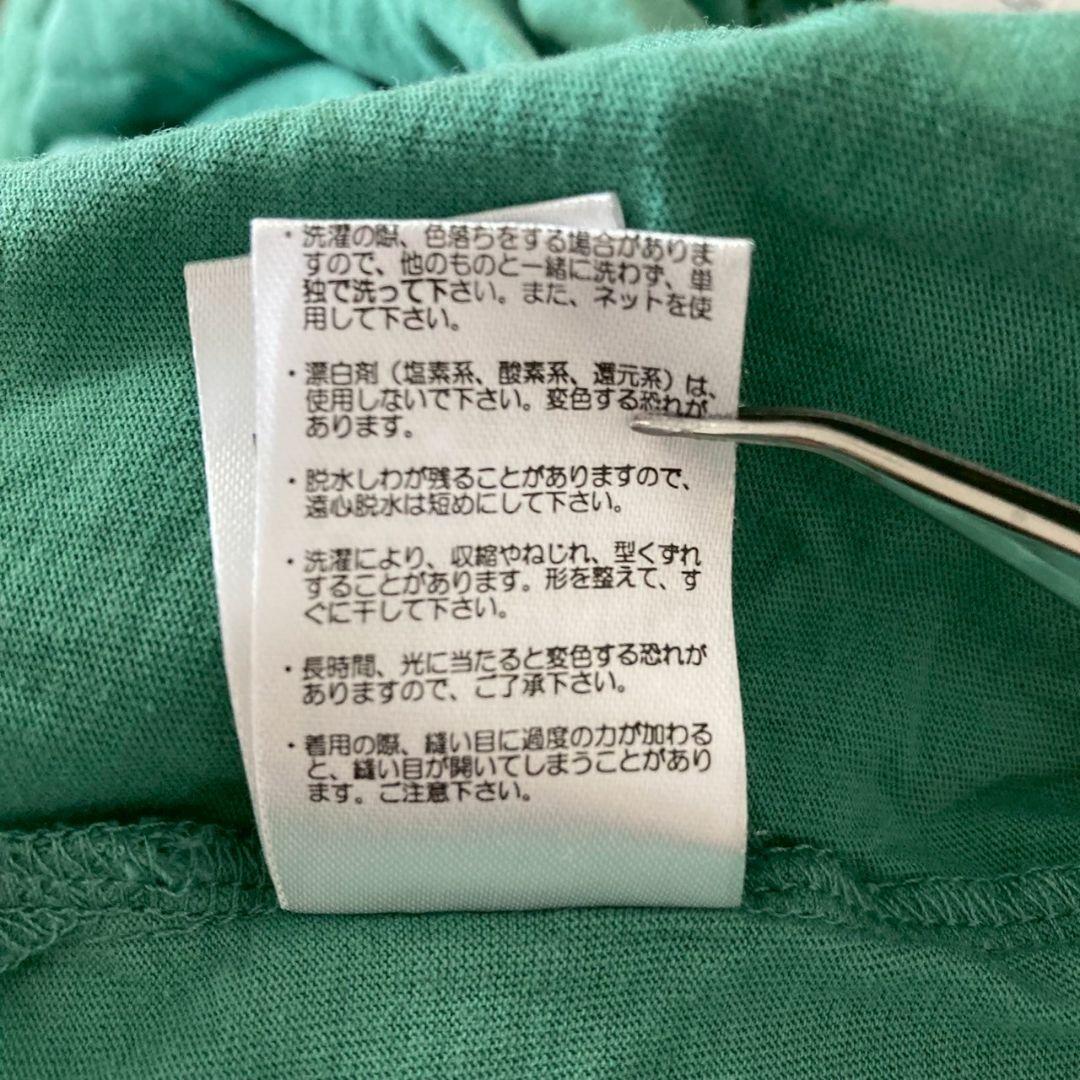 ・洗濯の際、色落ちをする場合がありま
すので、他のものと一緒に洗わず、単
独で洗って下さい。また、ネットを使
用して下さい。
・漂白剤（塩素系、酸素系、還元系）は、
使用しないで下さい。変色する恐れが
あります。
・脱水しわが残ることがありますので、
遠心脱水は短めにして下さい。
・洗濯により、収縮やねじれ、型くずれ
することがあります。形を整えて、す
ぐに干して下さい。
・長時間、光に当たると変色する恐れが
ありますので、ご了承下さい。
・着用の際、縫い目に過度の力が加わる
と、縫い目が開いてしまうことがあり
ます。ご注意下さい。